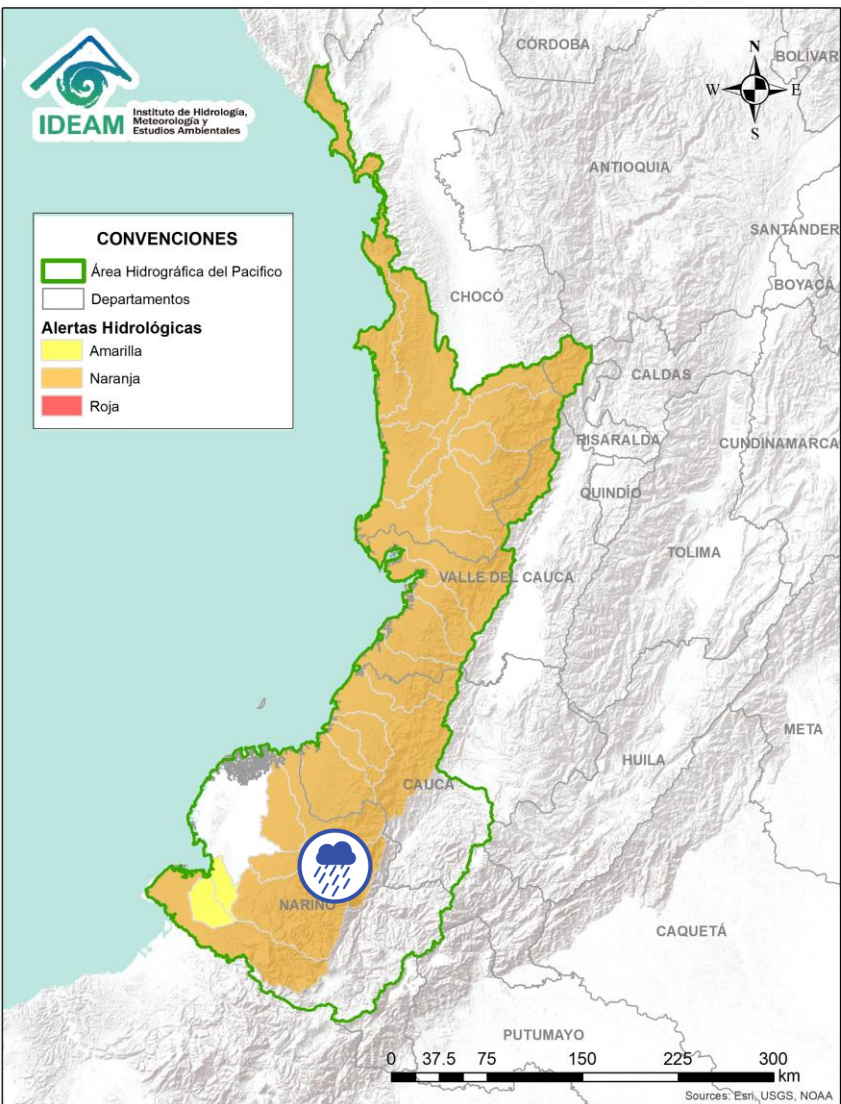 IDEAM
Instituto de Hidrología,
Meteorología y
Estudios Ambientales
CÓRDOBA
N
BOLÍVAR
W
E
S
ANTIOQUIA
SANTANDER
BOYACÁ
CONVENCIONES
Área Hidrográfica del Pacifico
Departamentos
Alertas Hidrológicas
Amarilla
Naranja
Roja
CHOCÓ
CALDAS
RISARALDA
CUNDINAMARCA
QUINDÍO
TOLIMA
VALLE DEL CAUCA
META
HUILA
CAUCA
NARIÑO
CAQUETÁ
PUTUMAYO
0 37.5 75 150 225 300
km
Sources: Esri, USGS, NOAA